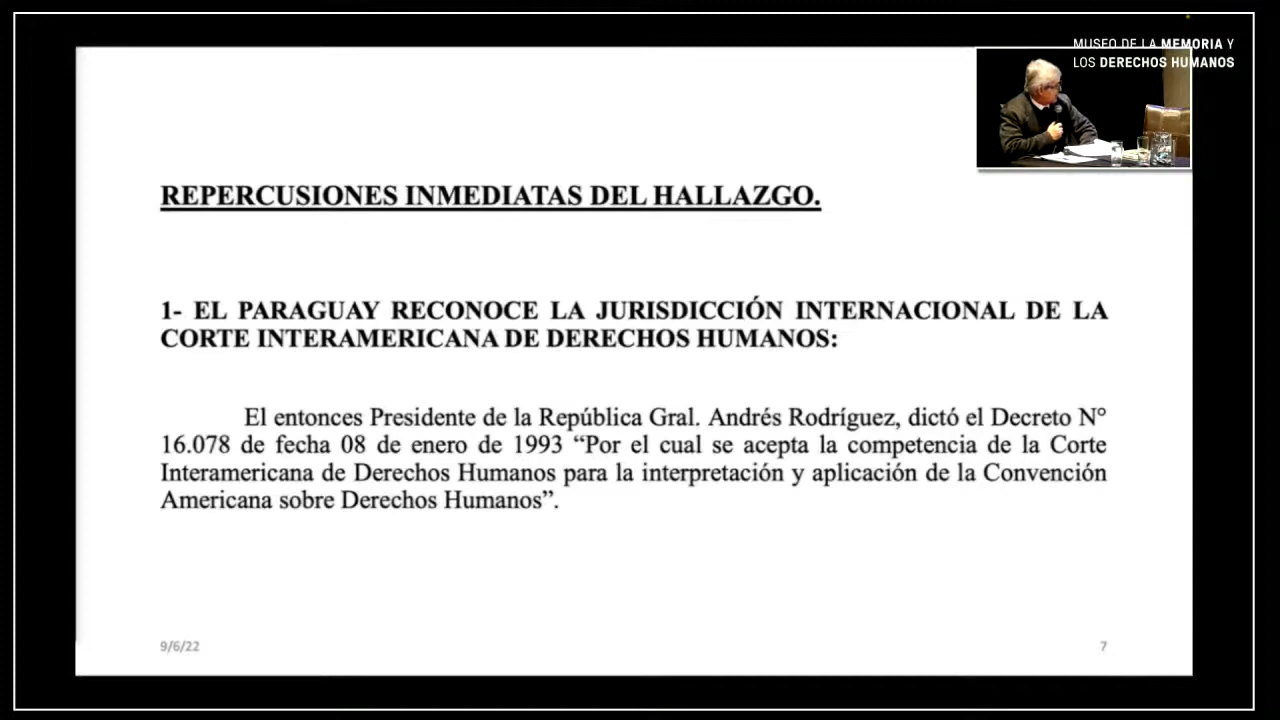 MUSEO DE LA MEMORIA Y
LOS DERECHOS HUMANOS
REPERCUSIONES INMEDIATAS DEL HALLAZGO.
1- EL PARAGUAY RECONOCE LA JURISDICCIÓN INTERNACIONAL DE LA
CORTE INTERAMERICANA DE DERECHOS HUMANOS:
El entonces Presidente de la República Gral. Andrés Rodríguez, dictó el Decreto N°
16.078 de fecha 08 de enero de 1993 “Por el cual se acepta la competencia de la Corte
Interamericana de Derechos Humanos para la interpretación y aplicación de la Convención
Americana sobre Derechos Humanos”.
9/6/22
7